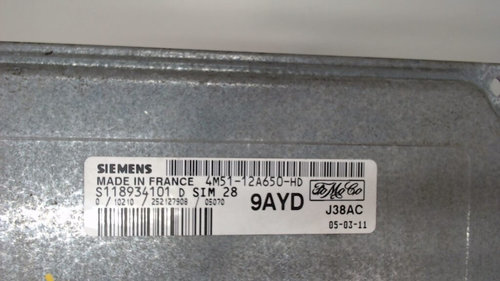 SIEMENS
MADE IN FRANCE 4M51-12A650-HD
S118934101 D SIM 28
0 / 10210 / 252127908 / 05070
9AYD
FoMoCo
J38AC
05-03-11